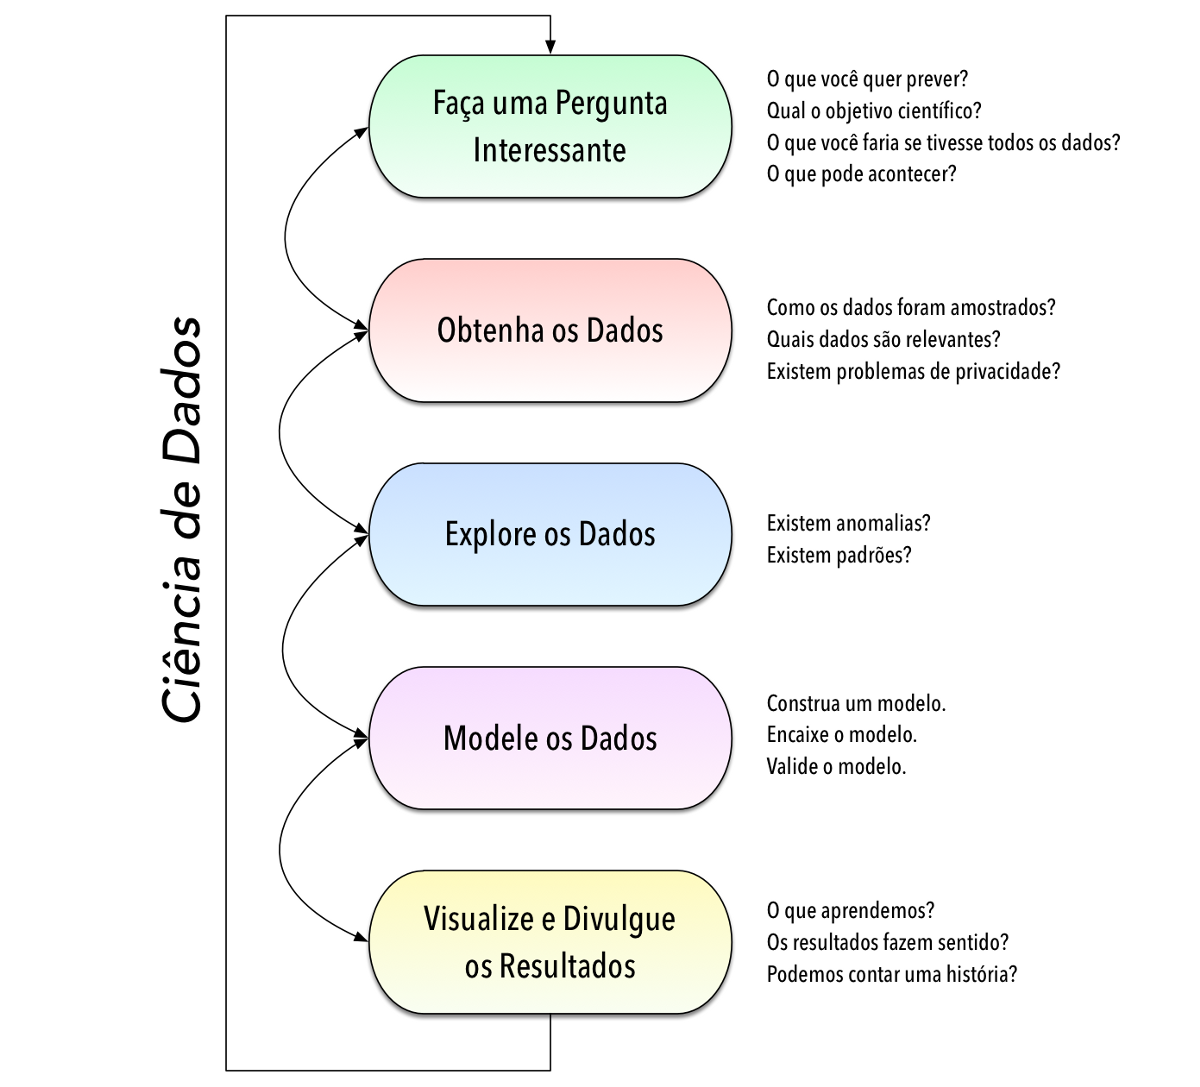 Ciência de Dados
Faça uma Pergunta
Interessante
O que você quer prever?
Qual o objetivo científico?
O que você faria se tivesse todos os dados?
O que pode acontecer?
Obtenha os Dados
Como os dados foram amostrados?
Quais dados são relevantes?
Existem problemas de privacidade?
Explore os Dados
Existem anomalias?
Existem padrões?
Modele os Dados
Construa um modelo.
Encaixe o modelo.
Valide o modelo.
Visualize e Divulgue
os Resultados
O que aprendemos?
Os resultados fazem sentido?
Podemos contar uma história?